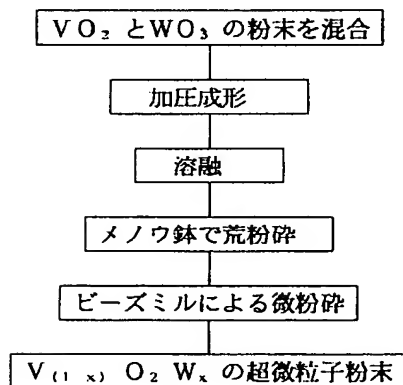 VO₂ とWO₃ の粉末を混合
加圧成形
溶融
メノウ鉢で荒粉砕
ビーズミルによる微粉砕
V₍₁ ₓ₎ O₂ Wₓ の超微粒子粉末